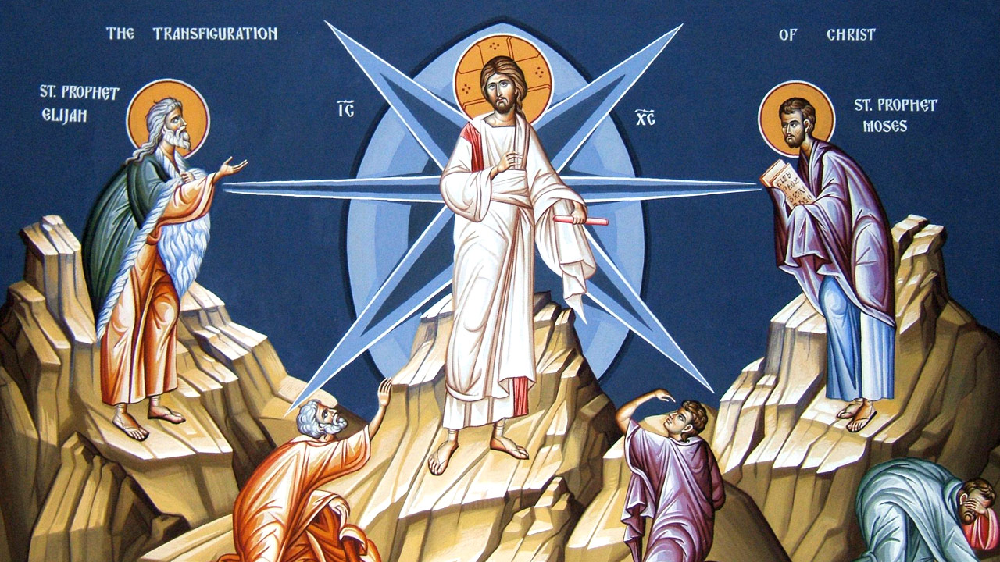 THE TRANSFIGURATION OF CHRIST
ST. PROPHET
ELIJAH
IC XC
ST. PROPHET
MOSES